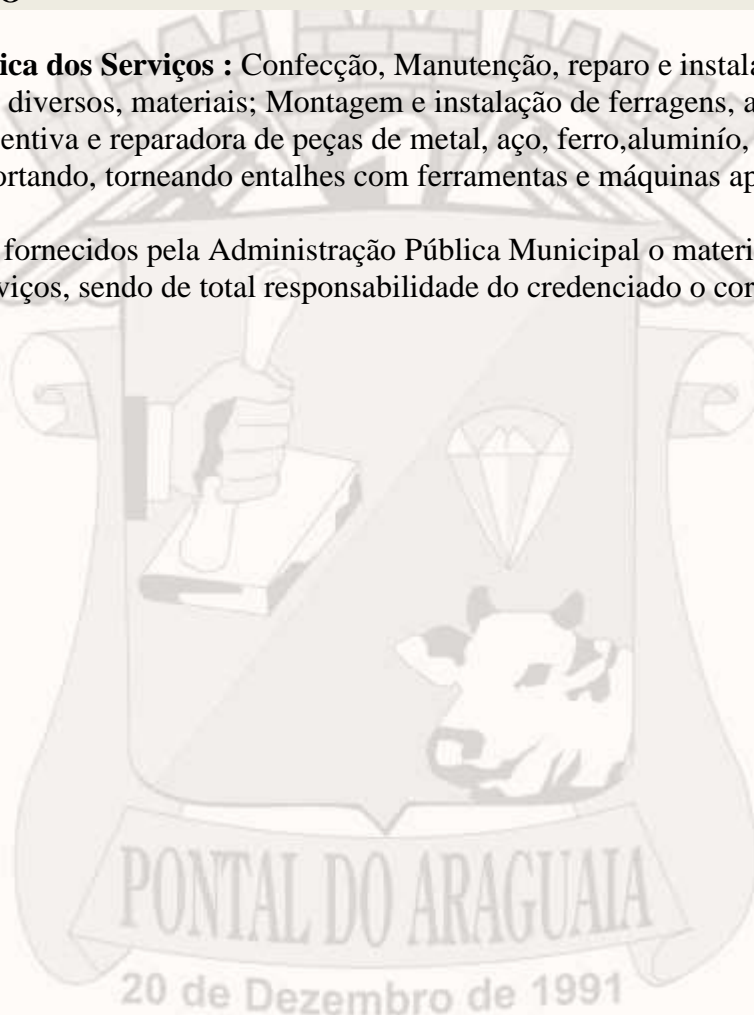 ica dos Serviços : Confecção, Manutenção, reparo e instala
diversos, materiais; Montagem e instalação de ferragens, a
entiva e reparadora de peças de metal, aço, ferro,aluminío,
ortando, torneando entalhes com ferramentas e máquinas ap
fornecidos pela Administração Pública Municipal o materi
viços, sendo de total responsabilidade do credenciado o cor
PONTAL DO ARAGUAIA
20 de Dezembro de 1991